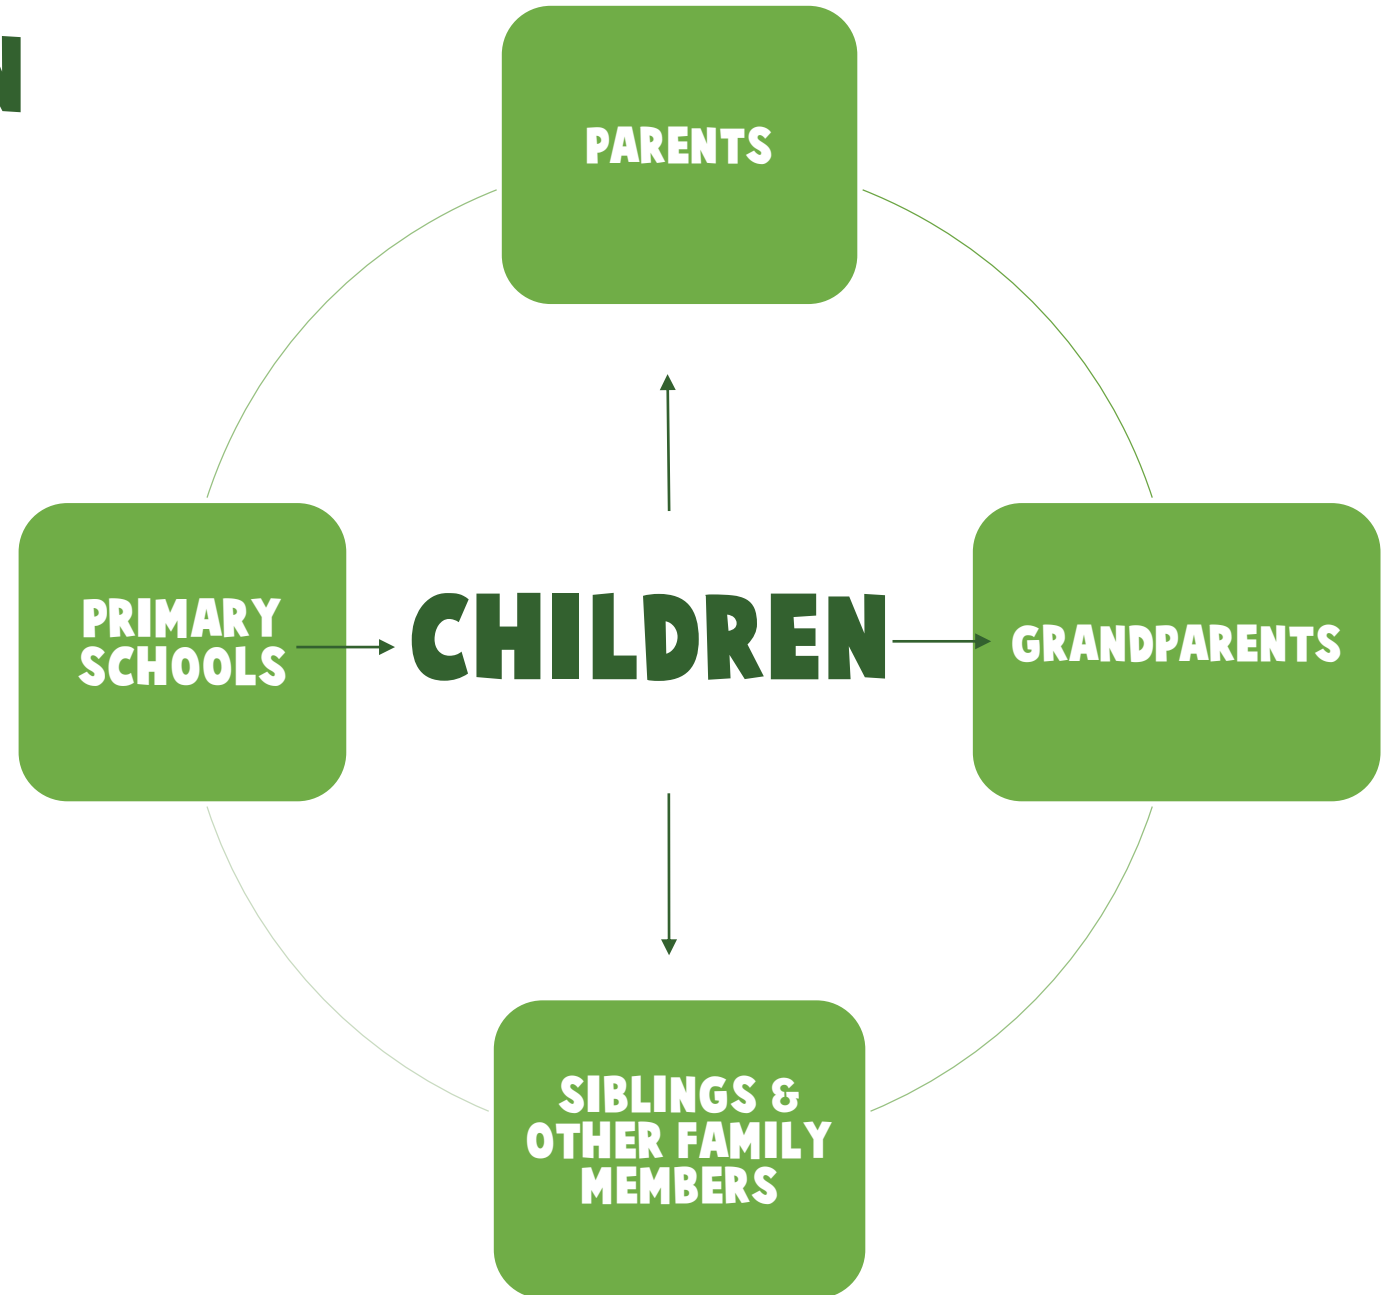 PARENTS
PRIMARY
SCHOOLS
CHILDREN
GRANDPARENTS
SIBLINGS &
OTHER FAMILY
MEMBERS